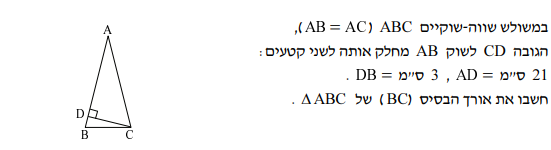 במשולש שווה-שוקיים ABC (AB = AC),
הגובה CD לשוק AB מחלק אותה לשני קטעים:
21 ס"מ = AD , 3 ס"מ = DB .
חשבו את אורך הבסיס (BC) של Δ ABC .
A
D
B
C